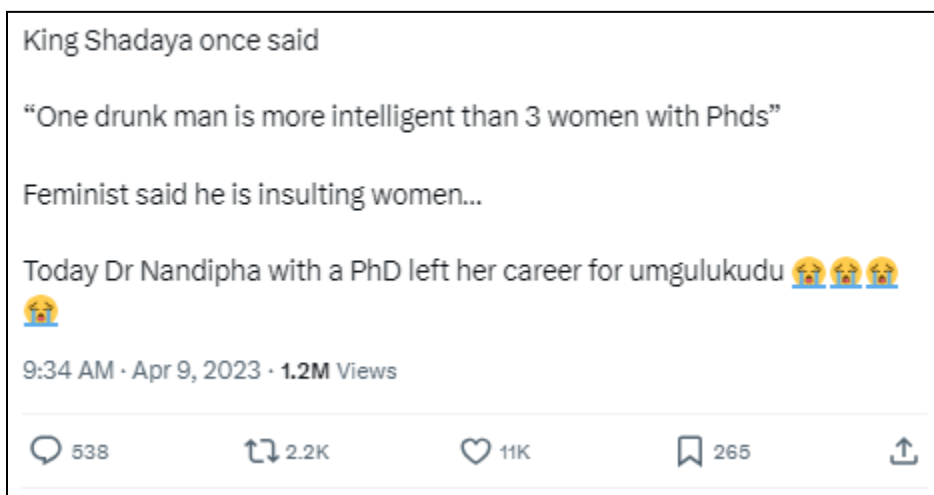 King Shadaya once said
“One drunk man is more intelligent than 3 women with Phds”
Feminist said he is insulting women...
Today Dr Nandipha with a PhD left her career for umgulukudu 😭😭😭
😭
9:34 AM · Apr 9, 2023 · 1.2M Views
538 2.2K 11K 265